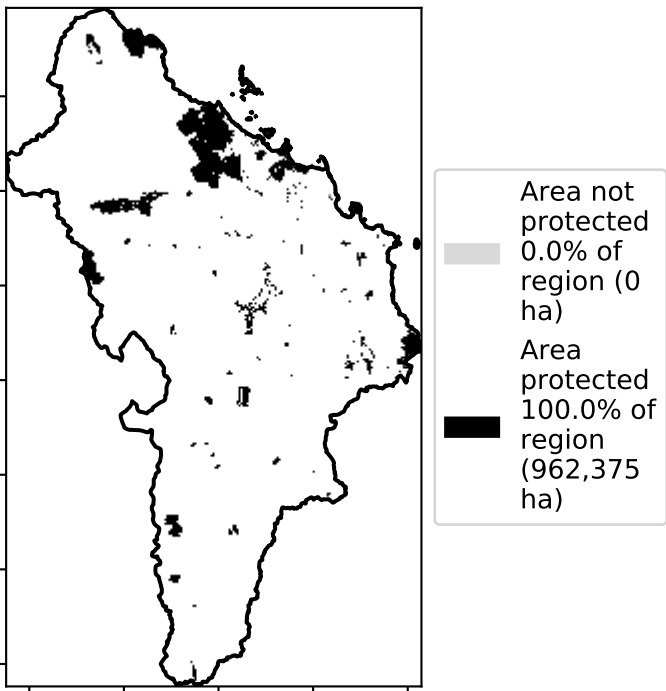 Area not
protected
0.0% of
region (0
ha)
Area
protected
100.0% of
region
(962,375
ha)